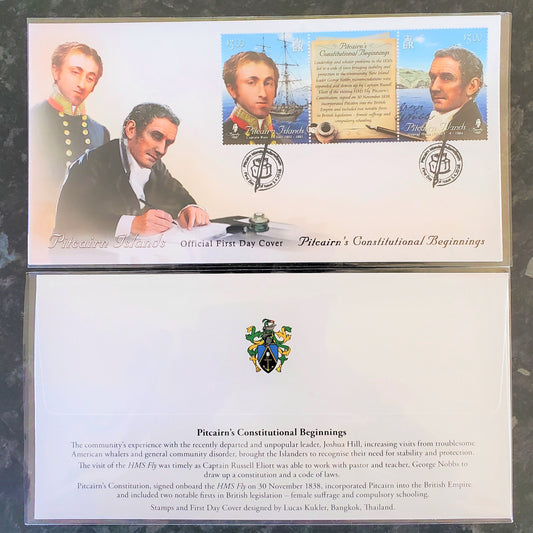 $3.00
Pitcairn's
Constitutional
Beginnings
$3.00
Pitcairn Islands
Pitcairn Islands
Pitcairn Islands
Official First Day Cover
Pitcairn's Constitutional Beginnings
Pitcairn's Constitutional Beginnings
The community's experience with the recently departed and unpopular leader, Joshua Hill, increasing visits from troublesome
American whalers and general community disorder, brought the Islanders to recognise their need for stability and protection.
The visit of the HMS Fly was timely as Captain Russell Eliott was able to work with pastor and teacher, George Nobbs to
draw up a constitution and a code of laws.
Pitcairn's Constitution, signed onboard the HMS Fly on 30 November 1838, incorporated Pitcairn into the British Empire
and included two notable firsts in British legislation – female suffrage and compulsory schooling.
Stamps and First Day Cover designed by Lucas Kukler, Bangkok, Thailand.